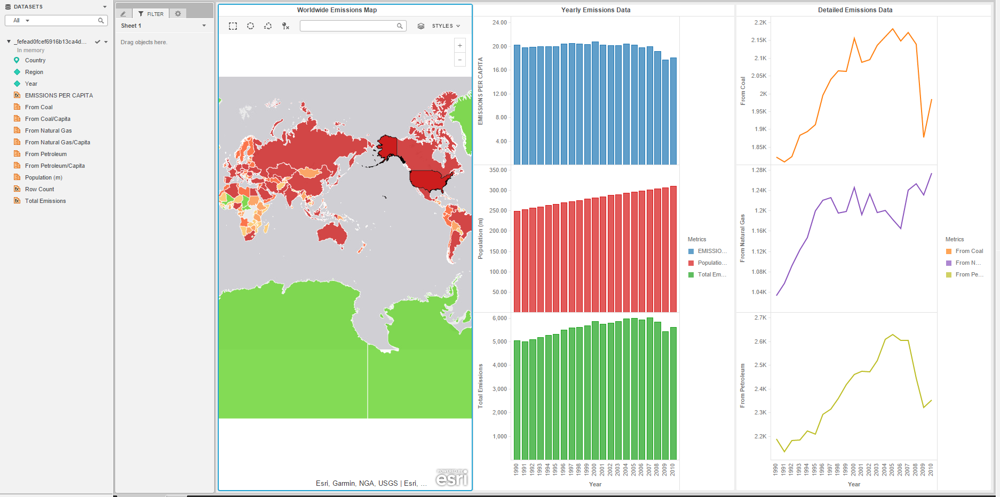 DATASETS
All
_fefead0fcef6916b13ca4d...
In memory
Country
Region
Year
EMISSIONS PER CAPITA
From Coal
From Coal/Capita
From Natural Gas
From Natural Gas/Capita
From Petroleum
From Petroleum/Capita
Population (m)
Row Count
Total Emissions
FILTER
Sheet 1
Drag objects here.
Worldwide Emissions Map
STYLES
+
−
Esri, Garmin, NGA, USGS | Esri, ...
POWERED BY
esri
Yearly Emissions Data
EMISSIONS PER CAPITA
24.00
20.00
16.00
12.00
8.00
4.00
Population (m)
350.00
300.00
250.00
200.00
150.00
100.00
50.00
Total Emissions
6,000
5,000
4,000
3,000
2,000
1,000
1990 1991 1992 1993 1994 1995 1996 1997 1998 1999 2000 2001 2002 2003 2004 2005 2006 2007 2008 2009 2010
Year
Metrics
EMISSIO...
Populatio...
Total Em...
Detailed Emissions Data
From Coal
2.2K
2.15K
2.1K
2.05K
2K
1.95K
1.9K
1.85K
From Natural Gas
1.28K
1.24K
1.2K
1.16K
1.12K
1.08K
1.04K
From Petroleum
2.7K
2.6K
2.5K
2.4K
2.3K
2.2K
1990 1991 1992 1993 1994 1995 1996 1997 1998 1999 2000 2001 2002 2003 2004 2005 2006 2007 2008 2009 2010
Year
Metrics
From Coal
From N...
From Pe...